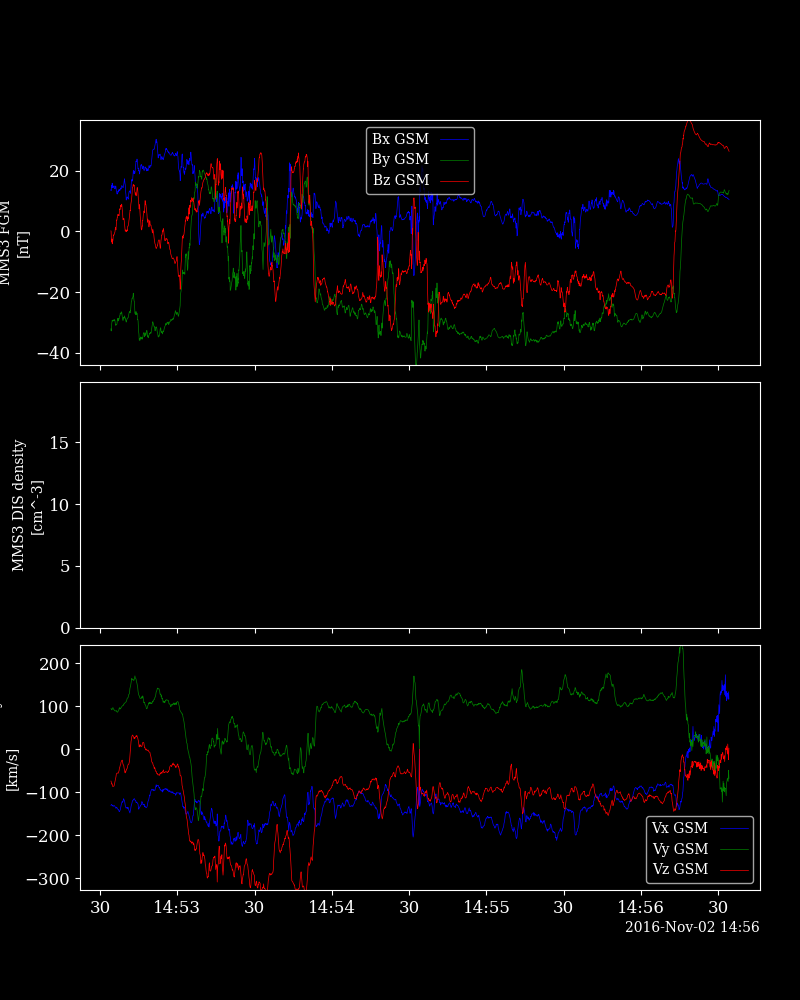 Bx GSM
By GSM
Bz GSM
MMS3 FGM
[nT]
20
0
−20
−40
MMS3 DIS density
[cm^-3]
15
10
5
0
[km/s]
200
100
0
−100
−200
−300
Vx GSM
Vy GSM
Vz GSM
30
14:53
30
14:54
30
14:55
30
14:56
30
2016-Nov-02 14:56